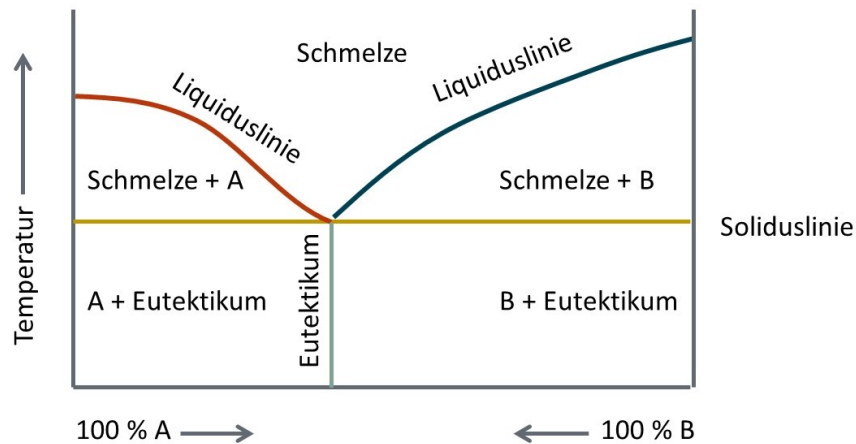 Schmelze
Liquiduslinie
Liquiduslinie
Schmelze + A
Schmelze + B
Temperatur
Soliduslinie
Eutektikum
A + Eutektikum
B + Eutektikum
100 % A
100 % B